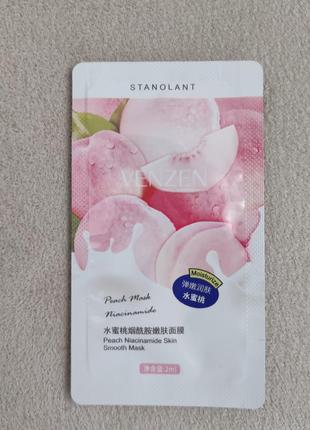 STANOLANT
VENZEN
Moisturize
弹嫩润肤
水蜜桃
Peach Mask
Niacinamide
水蜜桃烟酰胺嫩肤面膜
Peach Niacinamide Skin
Smooth Mask
净含量:2ml